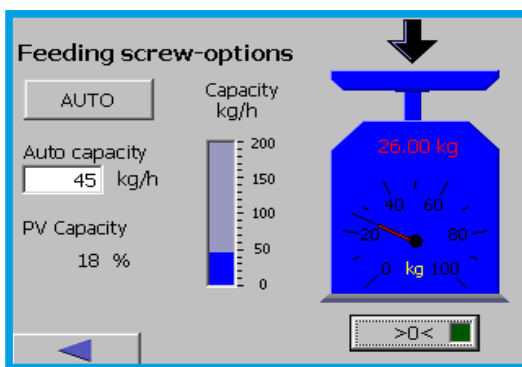 Feeding screw-options
AUTO
Capacity
kg/h
200
150
100
50
0
Auto capacity
45 kg/h
PV Capacity
18 %
26.00 kg
40 60
20 80
0 kg 100
>0<